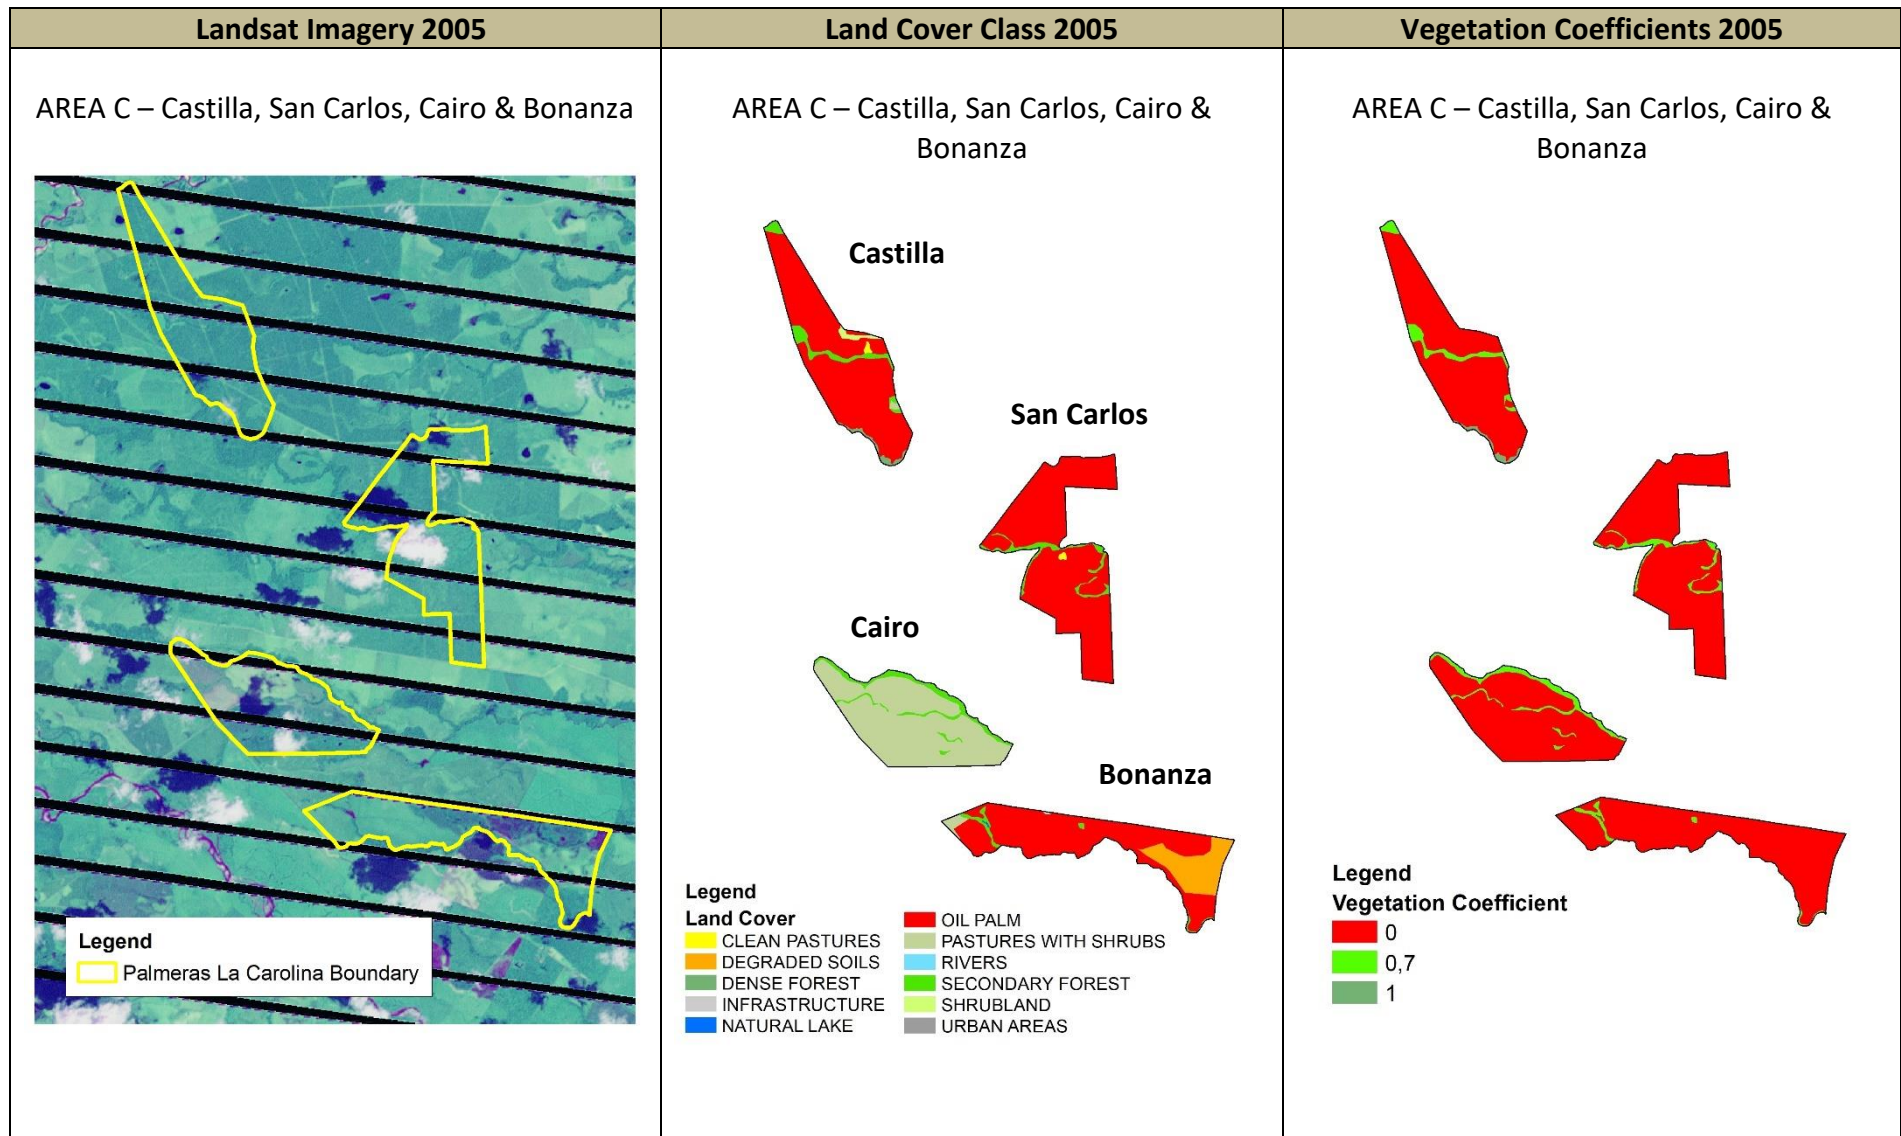 Landsat Imagery 2005
Land Cover Class 2005
Vegetation Coefficients 2005
AREA C – Castilla, San Carlos, Cairo & Bonanza
Legend
Palmeras La Carolina Boundary
AREA C – Castilla, San Carlos, Cairo &
Bonanza
Castilla
San Carlos
Cairo
Bonanza
Legend
Land Cover
CLEAN PASTURES
DEGRADED SOILS
DENSE FOREST
INFRASTRUCTURE
NATURAL LAKE
OIL PALM
PASTURES WITH SHRUBS
RIVERS
SECONDARY FOREST
SHRUBLAND
URBAN AREAS
AREA C – Castilla, San Carlos, Cairo &
Bonanza
Legend
Vegetation Coefficient
0
0,7
1